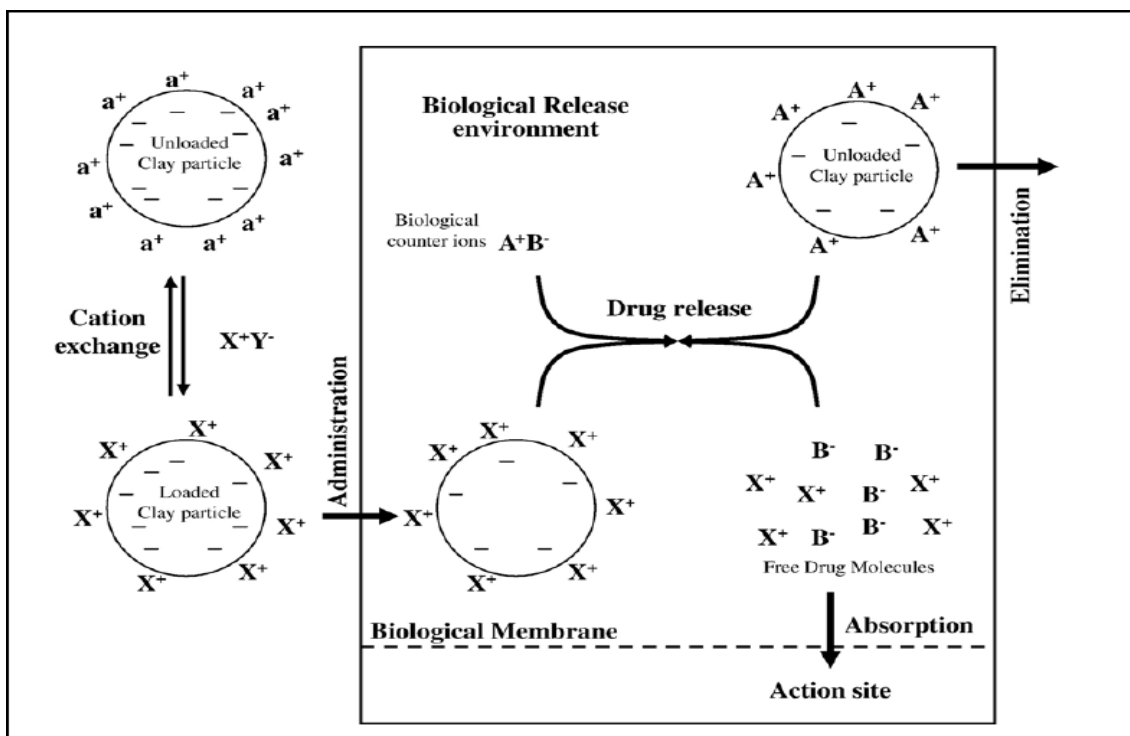 a⁺
a⁺ a⁺
a⁺ a⁺
− −
− −
− Unloaded −
a⁺ Clay particle a⁺
− −
− −
a⁺ a⁺
a⁺ a⁺ a⁺
Cation
exchange
X⁺Y⁻
X⁺
X⁺ X⁺
−
− −
− Loaded −
X⁺ Clay particle X⁺
− −
− −
X⁺ X⁺
Administration
Biological Release
environment
Biological
counter ions A⁺B⁻
Drug release
A⁺
A⁺ A⁺
−
− Unloaded −
A⁺ Clay particle
− −
A⁺ A⁺
Elimination
X⁺
X⁺ X⁺
−
− −
X⁺ X⁺
− −
X⁺ X⁺
B⁻ B⁻
X⁺ X⁺ B⁻ X⁺
X⁺ B⁻ B⁻ X⁺
Free Drug Molecules
Absorption
Biological Membrane
Action site